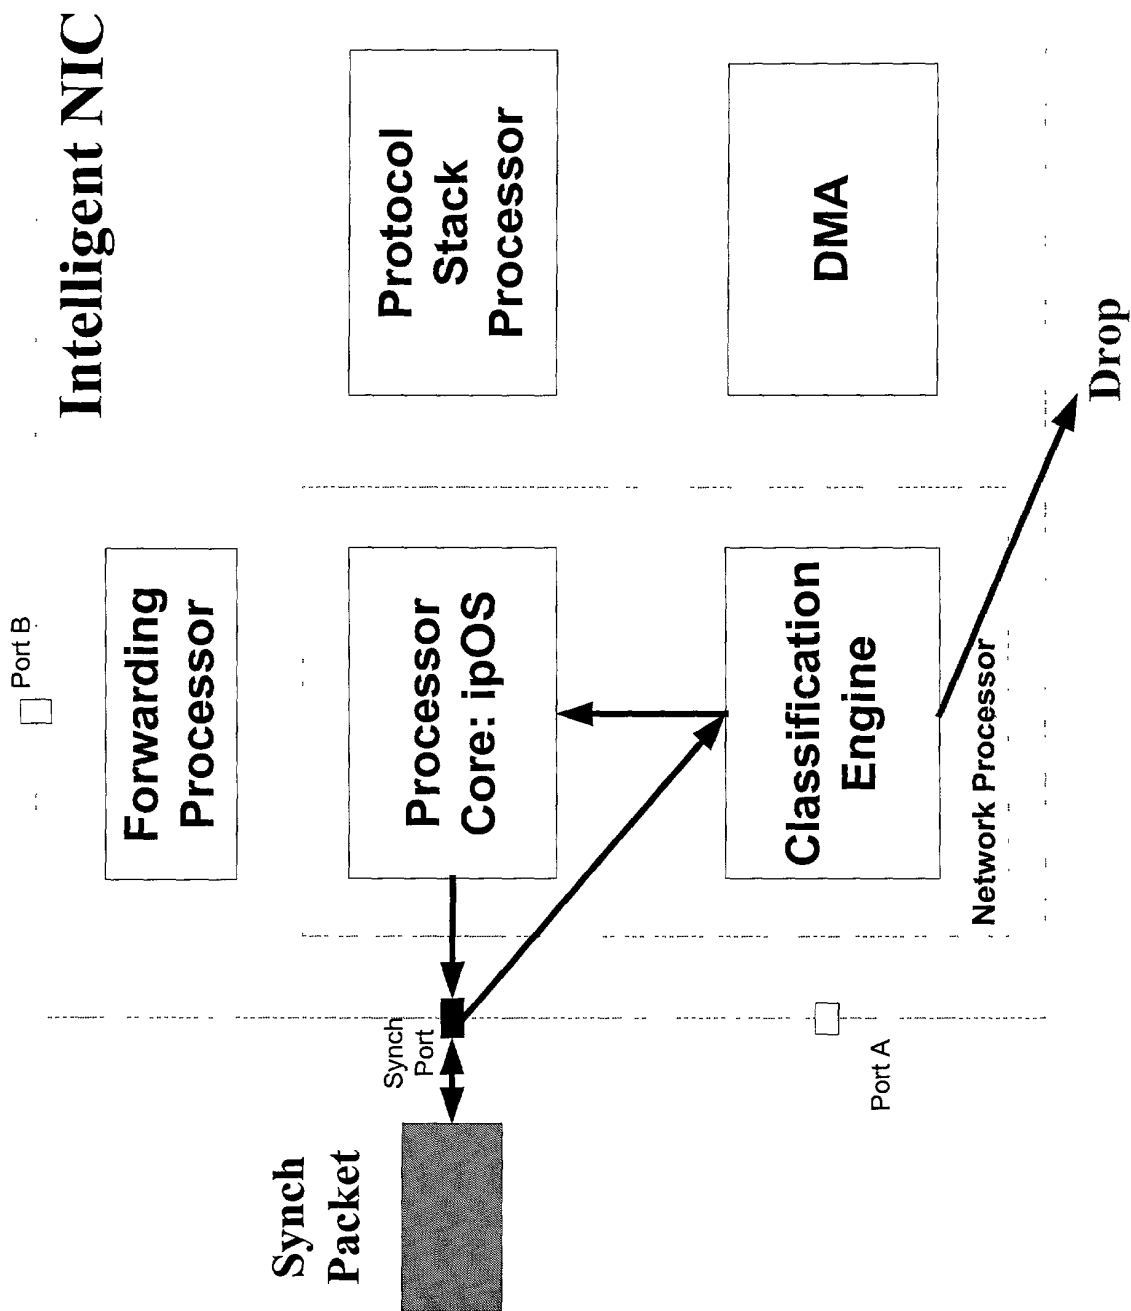 Intelligent NIC
Port B
Forwarding
Processor
Protocol
Stack
Processor
Processor
Core: ipOS
Synch
Port
Synch
Packet
DMA
Classification
Engine
Port A
Network Processor
Drop